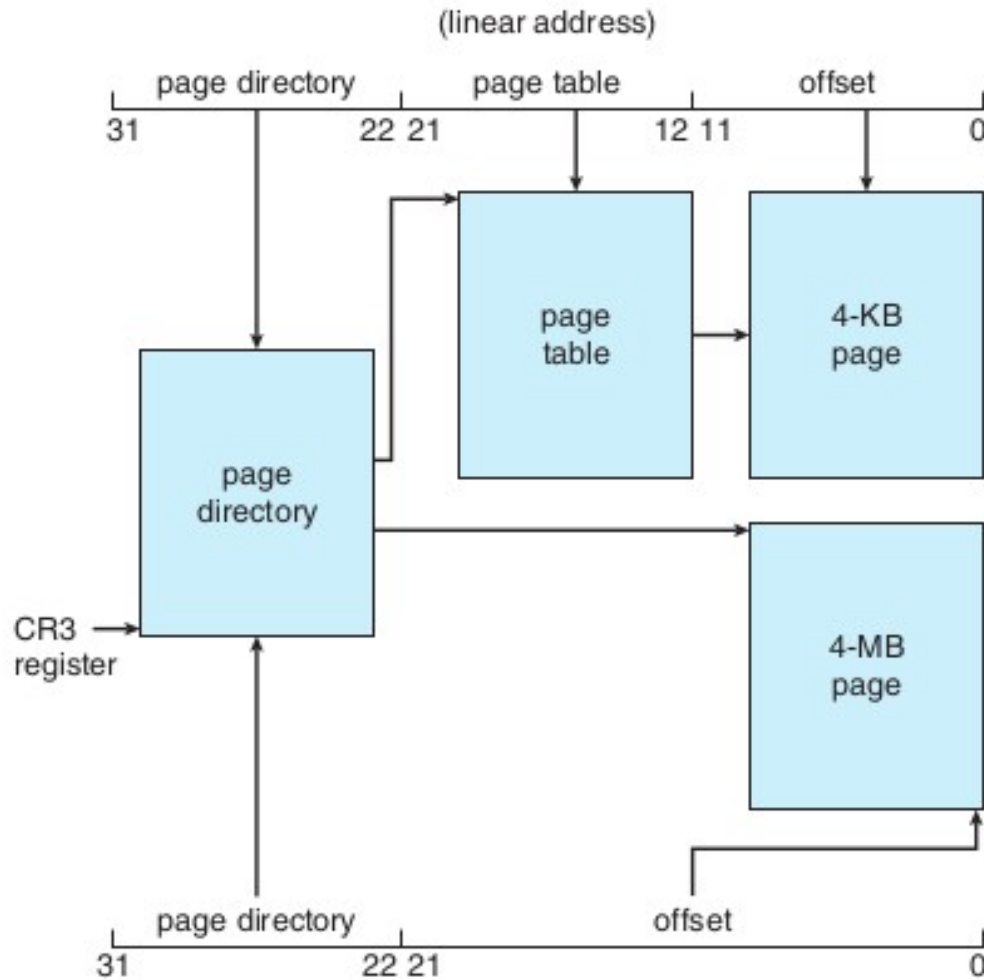 (linear address)
page directory page table offset
31 22 21 12 11 0
page
table
4-KB
page
page
directory
CR3
register
4-MB
page
page directory offset
31 22 21 0